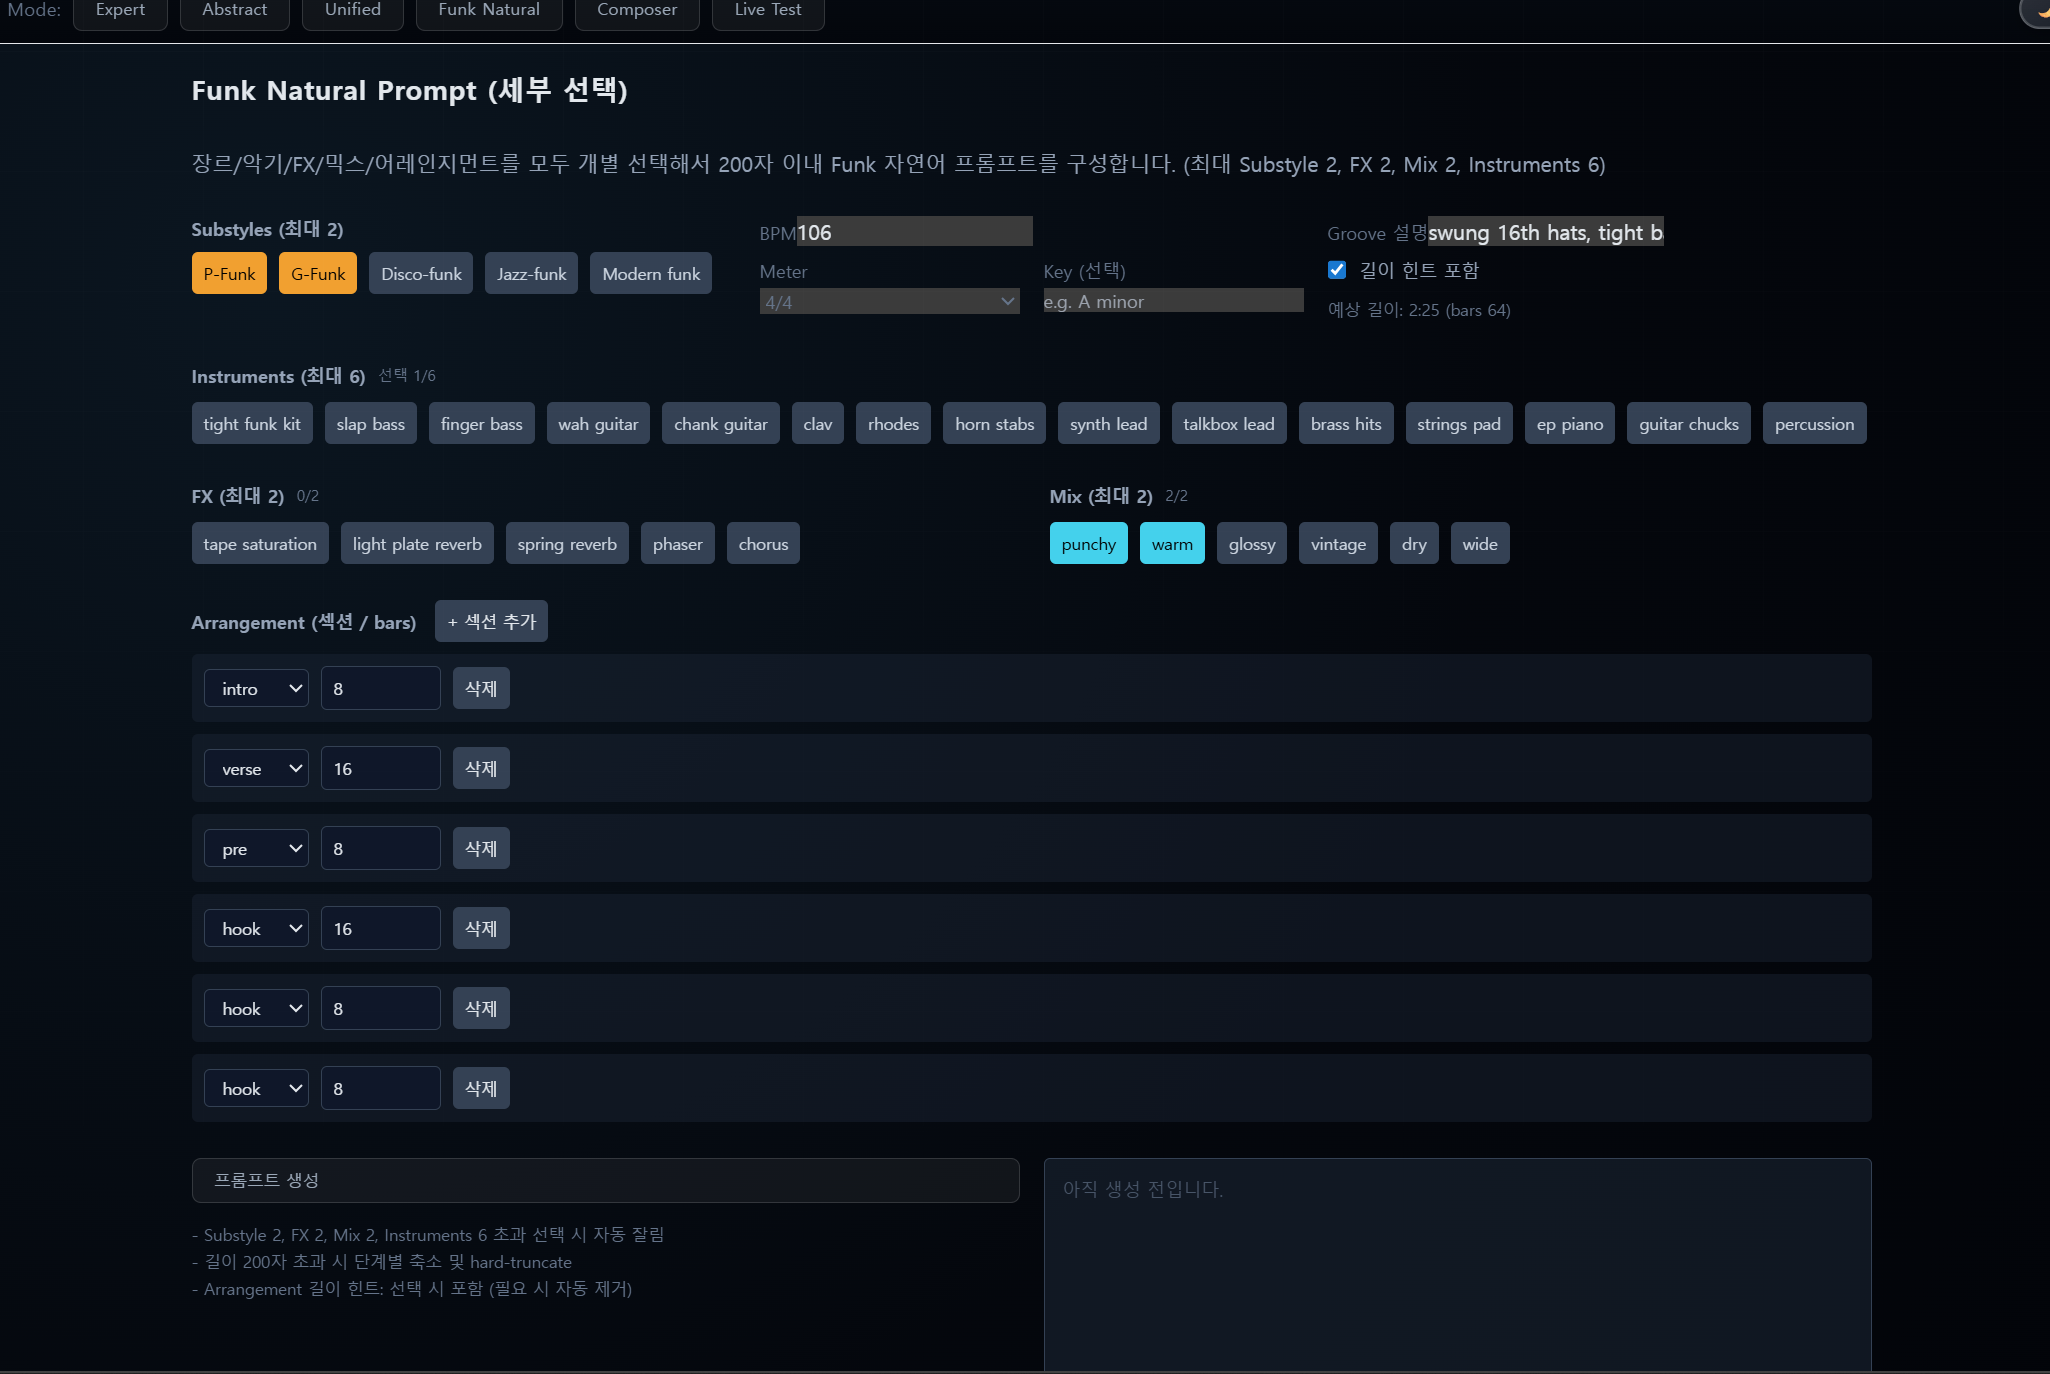 Mode: Expert Abstract Unified Funk Natural Composer Live Test
Funk Natural Prompt (세부 선택)
장르/악기/FX/믹스/어레인지먼트를 모두 개별 선택해서 200자 이내 Funk 자연어 프롬프트를 구성합니다. (최대 Substyle 2, FX 2, Mix 2, Instruments 6)
Substyles (최대 2)
P-Funk G-Funk Disco-funk Jazz-funk Modern funk
BPM 106
Meter
4/4
Key (선택)
e.g. A minor
Groove 설명 swung 16th hats, tight b
길이 힌트 포함
예상 길이: 2:25 (bars 64)
Instruments (최대 6) 선택 1/6
tight funk kit slap bass finger bass wah guitar chank guitar clav rhodes horn stabs synth lead talkbox lead brass hits strings pad ep piano guitar chucks percussion
FX (최대 2) 0/2
tape saturation light plate reverb spring reverb phaser chorus
Mix (최대 2) 2/2
punchy warm glossy vintage dry wide
Arrangement (섹션 / bars) + 섹션 추가
intro 8 삭제
verse 16 삭제
pre 8 삭제
hook 16 삭제
hook 8 삭제
hook 8 삭제
프롬프트 생성
- Substyle 2, FX 2, Mix 2, Instruments 6 초과 선택 시 자동 잘림
- 길이 200자 초과 시 단계별 축소 및 hard-truncate
- Arrangement 길이 힌트: 선택 시 포함 (필요 시 자동 제거)
아직 생성 전입니다.